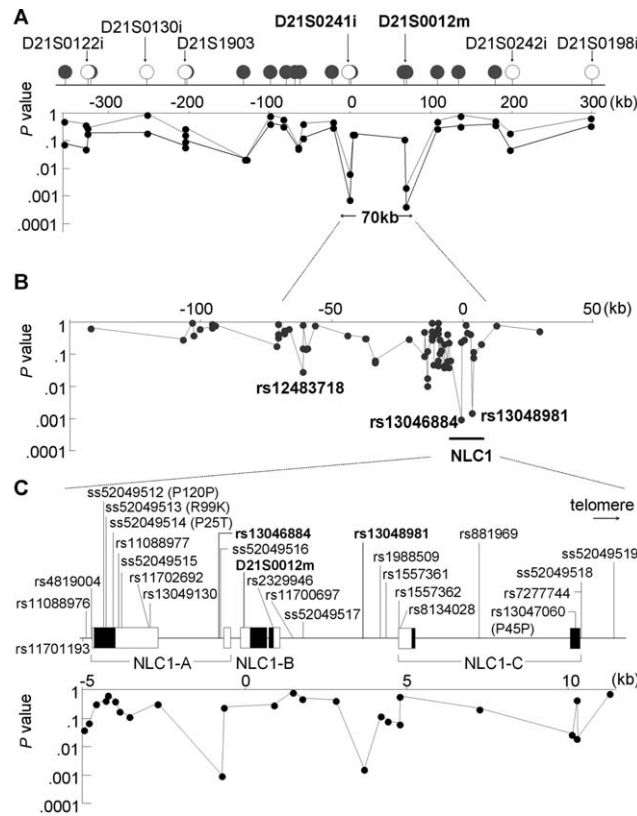 A
D21S0130i
D21S0241i
D21S0012m
D21S0122i
D21S1903
D21S0242i
D21S0198i
-300
-200
-100
0
100
200
300
(kb)
P value
1
.1
.01
.001
.0001
70kb
B
-100
-50
0
50
(kb)
P value
1
.1
.01
.001
.0001
rs12483718
rs13046884
rs13048981
NLC1
C
telomere
ss52049512 (P120P)
ss52049513 (R99K)
ss52049514 (P25T)
rs11088977
ss52049515
rs11702692
rs13049130
rs4819004
rs11088976
rs11701193
rs13046884
ss52049516
D21S0012m
rs2329946
rs11700697
ss52049517
rs13048981
rs1988509
rs1557361
rs1557362
rs8134028
rs881969
ss52049519
ss52049518
rs7277744
rs13047060
(P45P)
NLC1-A
NLC1-B
NLC1-C
-5
0
5
10
(kb)
P value
1
.1
.01
.001
.0001